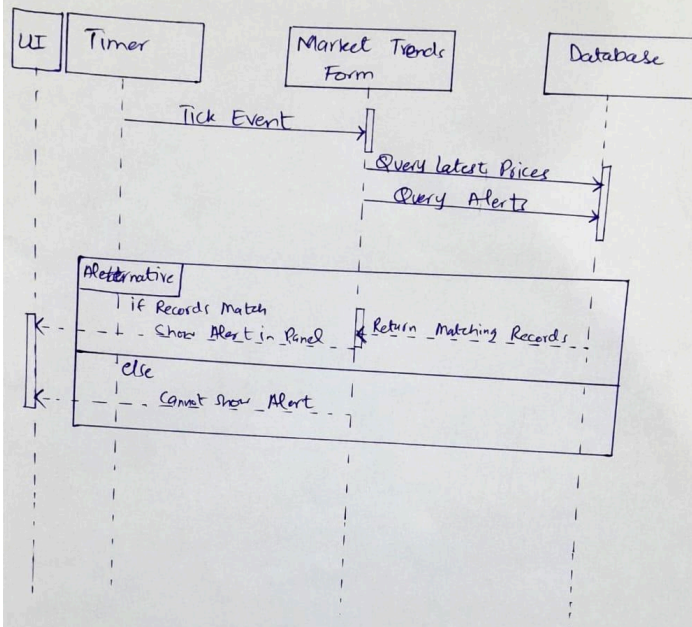 UI
Timer
Market Trends
Form
Database
Tick Event
Query Latest Prices
Query Alerts
Alternative
if Records Match
Show Alert in Panel
Return Matching Records
else
Cannot Show Alert